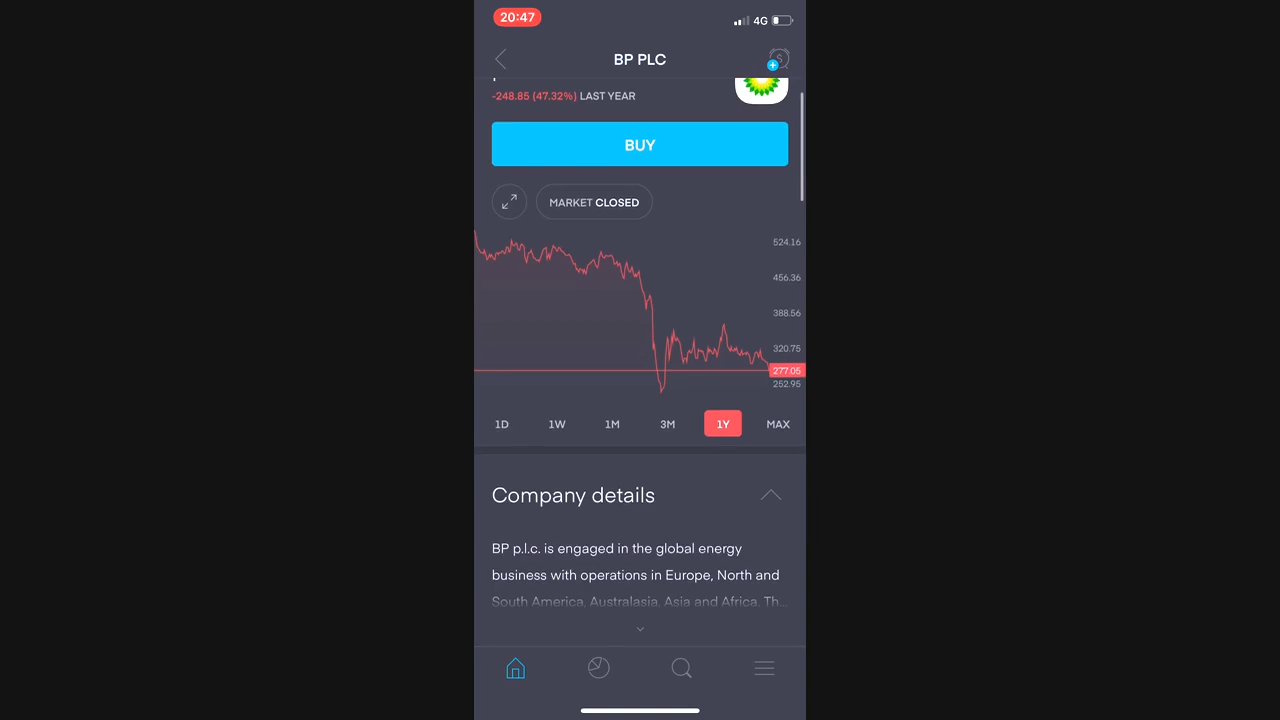 20:47
4G
BP PLC
-248.85 (47.32%) LAST YEAR
BUY
MARKET CLOSED
524.16
456.36
388.56
320.75
277.05
252.95
1D 1W 1M 3M 1Y MAX
Company details
BP p.l.c. is engaged in the global energy
business with operations in Europe, North and
South America, Australasia, Asia and Africa. Th...